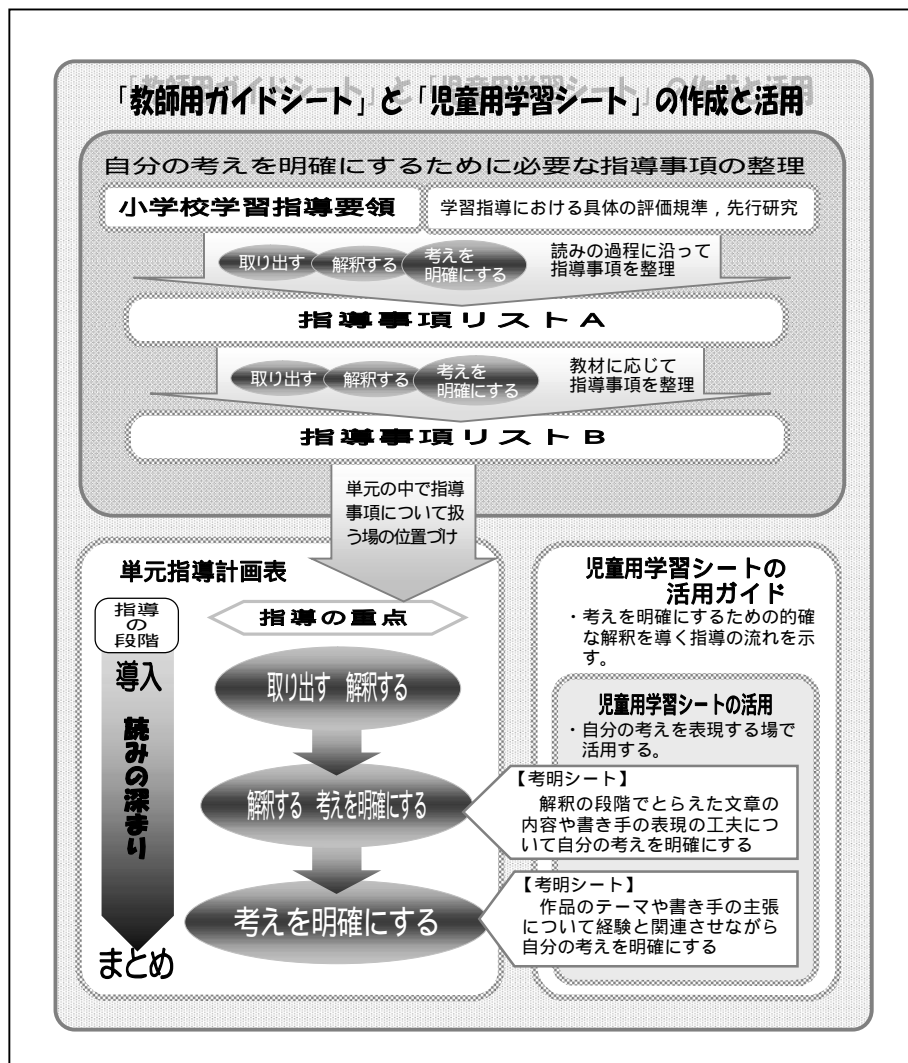 「教師用ガイドシート」と「児童用学習シート」の作成と活用
自分の考えを明確にするために必要な指導事項の整理
小学校学習指導要領
学習指導における具体の評価規準，先行研究
取り出す
解釈する
考えを
明確にする
読みの過程に沿って
指導事項を整理
指導事項リストＡ
取り出す
解釈する
考えを
明確にする
教材に応じて
指導事項を整理
指導事項リストＢ
単元の中で指導
事項について扱
う場の位置づけ
単元指導計画表
指導
の
段階
導入
読みの深まり
まとめ
指導の重点
取り出す 解釈する
解釈する 考えを明確にする
考えを明確にする
児童用学習シートの
活用ガイド
・考えを明確にするための的確
な解釈を導く指導の流れを示
す。
児童用学習シートの活用
・自分の考えを表現する場で
活用する。
【考明シート】
解釈の段階でとらえた文章の
内容や書き手の表現の工夫につ
いて自分の考えを明確にする
【考明シート】
作品のテーマや書き手の主張
について経験と関連させながら
自分の考えを明確にする